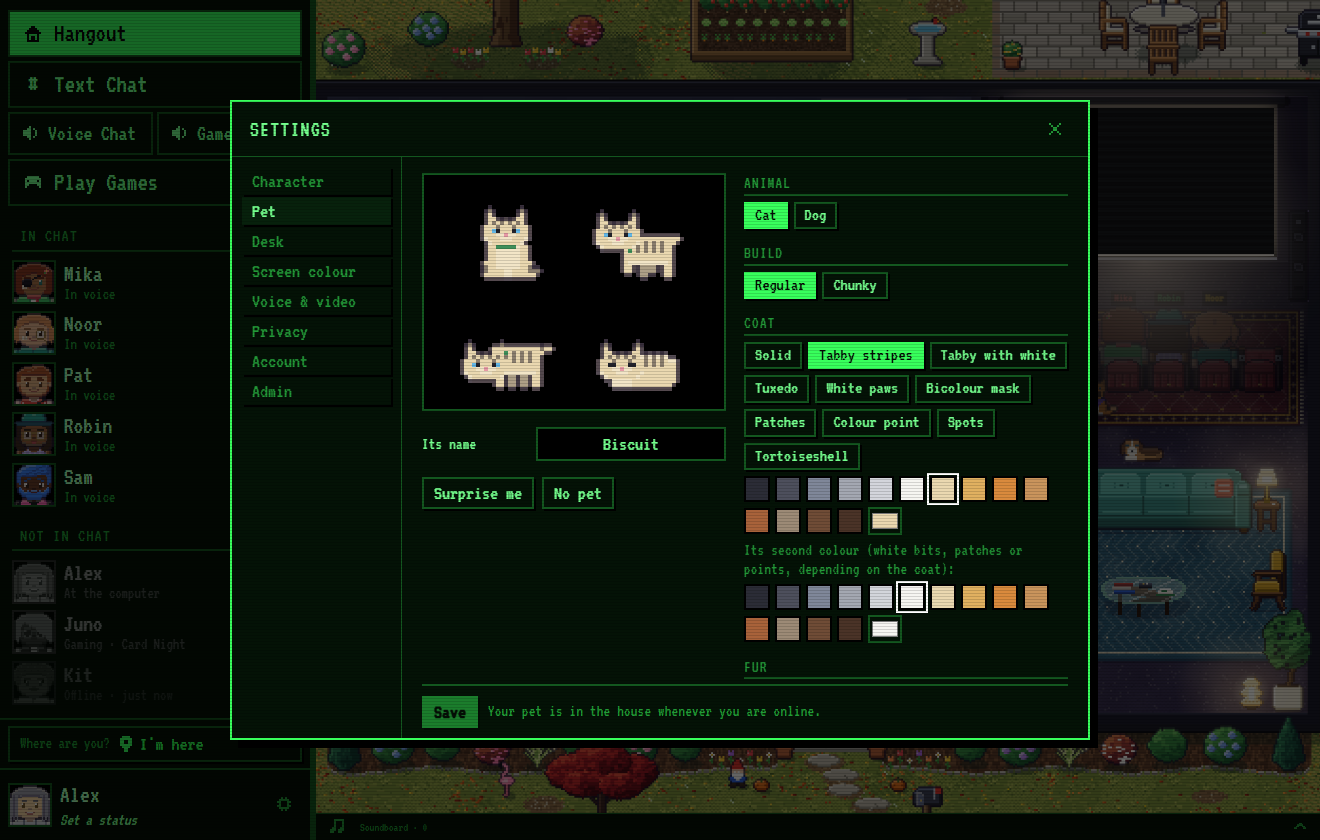 Hangout
Text Chat
Voice Chat
Game
Play Games
IN CHAT
Mika
In voice
Noor
In voice
Pat
In voice
Robin
In voice
Sam
In voice
NOT IN CHAT
Alex
At the computer
Juno
Gaming · Card Night
Kit
Offline · just now
Where are you? I'm here
Alex
Set a status
SETTINGS
Character
Pet
Desk
Screen colour
Voice & video
Privacy
Account
Admin
Its name
Biscuit
Surprise me
No pet
ANIMAL
Cat
Dog
BUILD
Regular
Chunky
COAT
Solid
Tabby stripes
Tabby with white
Tuxedo
White paws
Bicolour mask
Patches
Colour point
Spots
Tortoiseshell
Its second colour (white bits, patches or
points, depending on the coat):
FUR
Save
Your pet is in the house whenever you are online.
Soundboard · 0